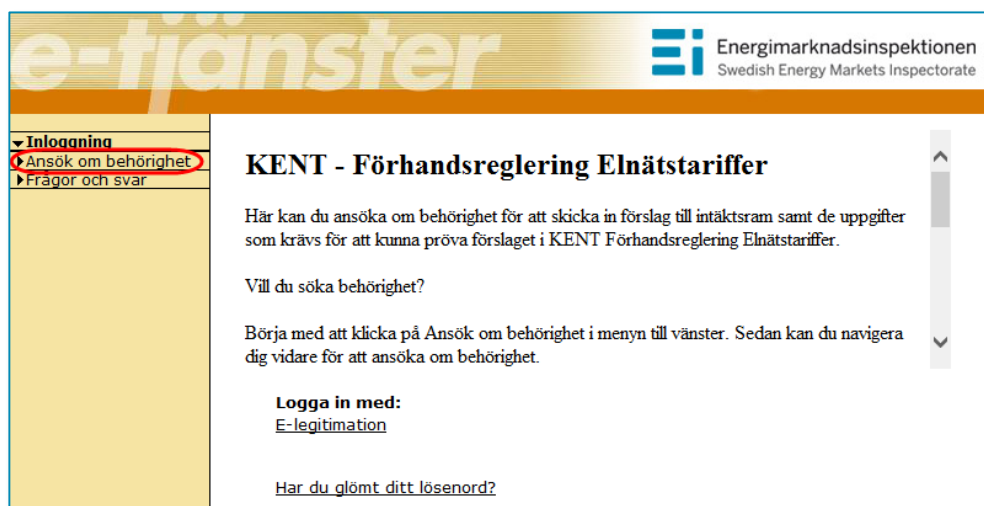 e-tjänster
Energimarknadsinspektionen
Swedish Energy Markets Inspectorate
Inloggning
Ansök om behörighet
Frågor och svar
KENT - Förhandsreglering Elnätstariffer
Här kan du ansöka om behörighet för att skicka in förslag till intäktsram samt de uppgifter
som krävs för att kunna pröva förslaget i KENT Förhandsreglering Elnätstariffer.
Vill du söka behörighet?
Börja med att klicka på Ansök om behörighet i menyn till vänster. Sedan kan du navigera
dig vidare för att ansöka om behörighet.
Logga in med:
E-legitimation
Har du glömt ditt lösenord?